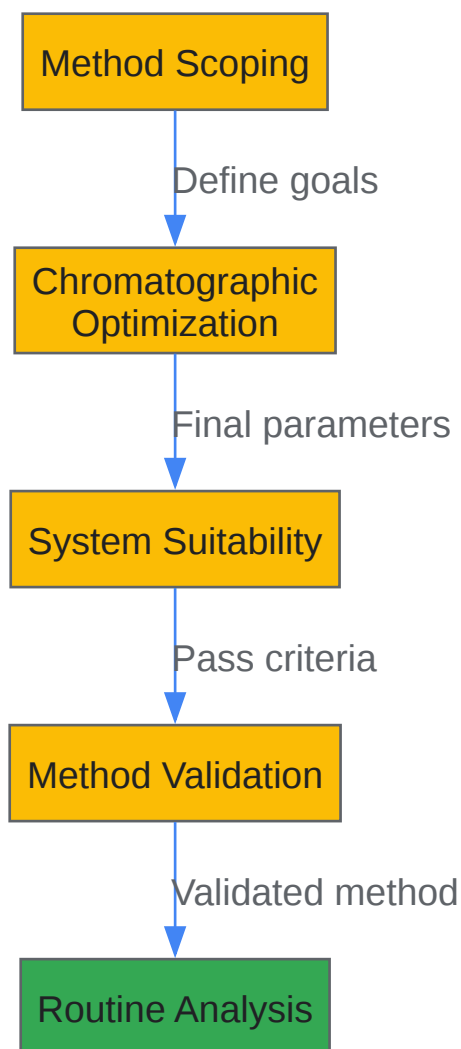 Method Scoping
Define goals
Chromatographic
Optimization
Final parameters
System Suitability
Pass criteria
Method Validation
Validated method
Routine Analysis